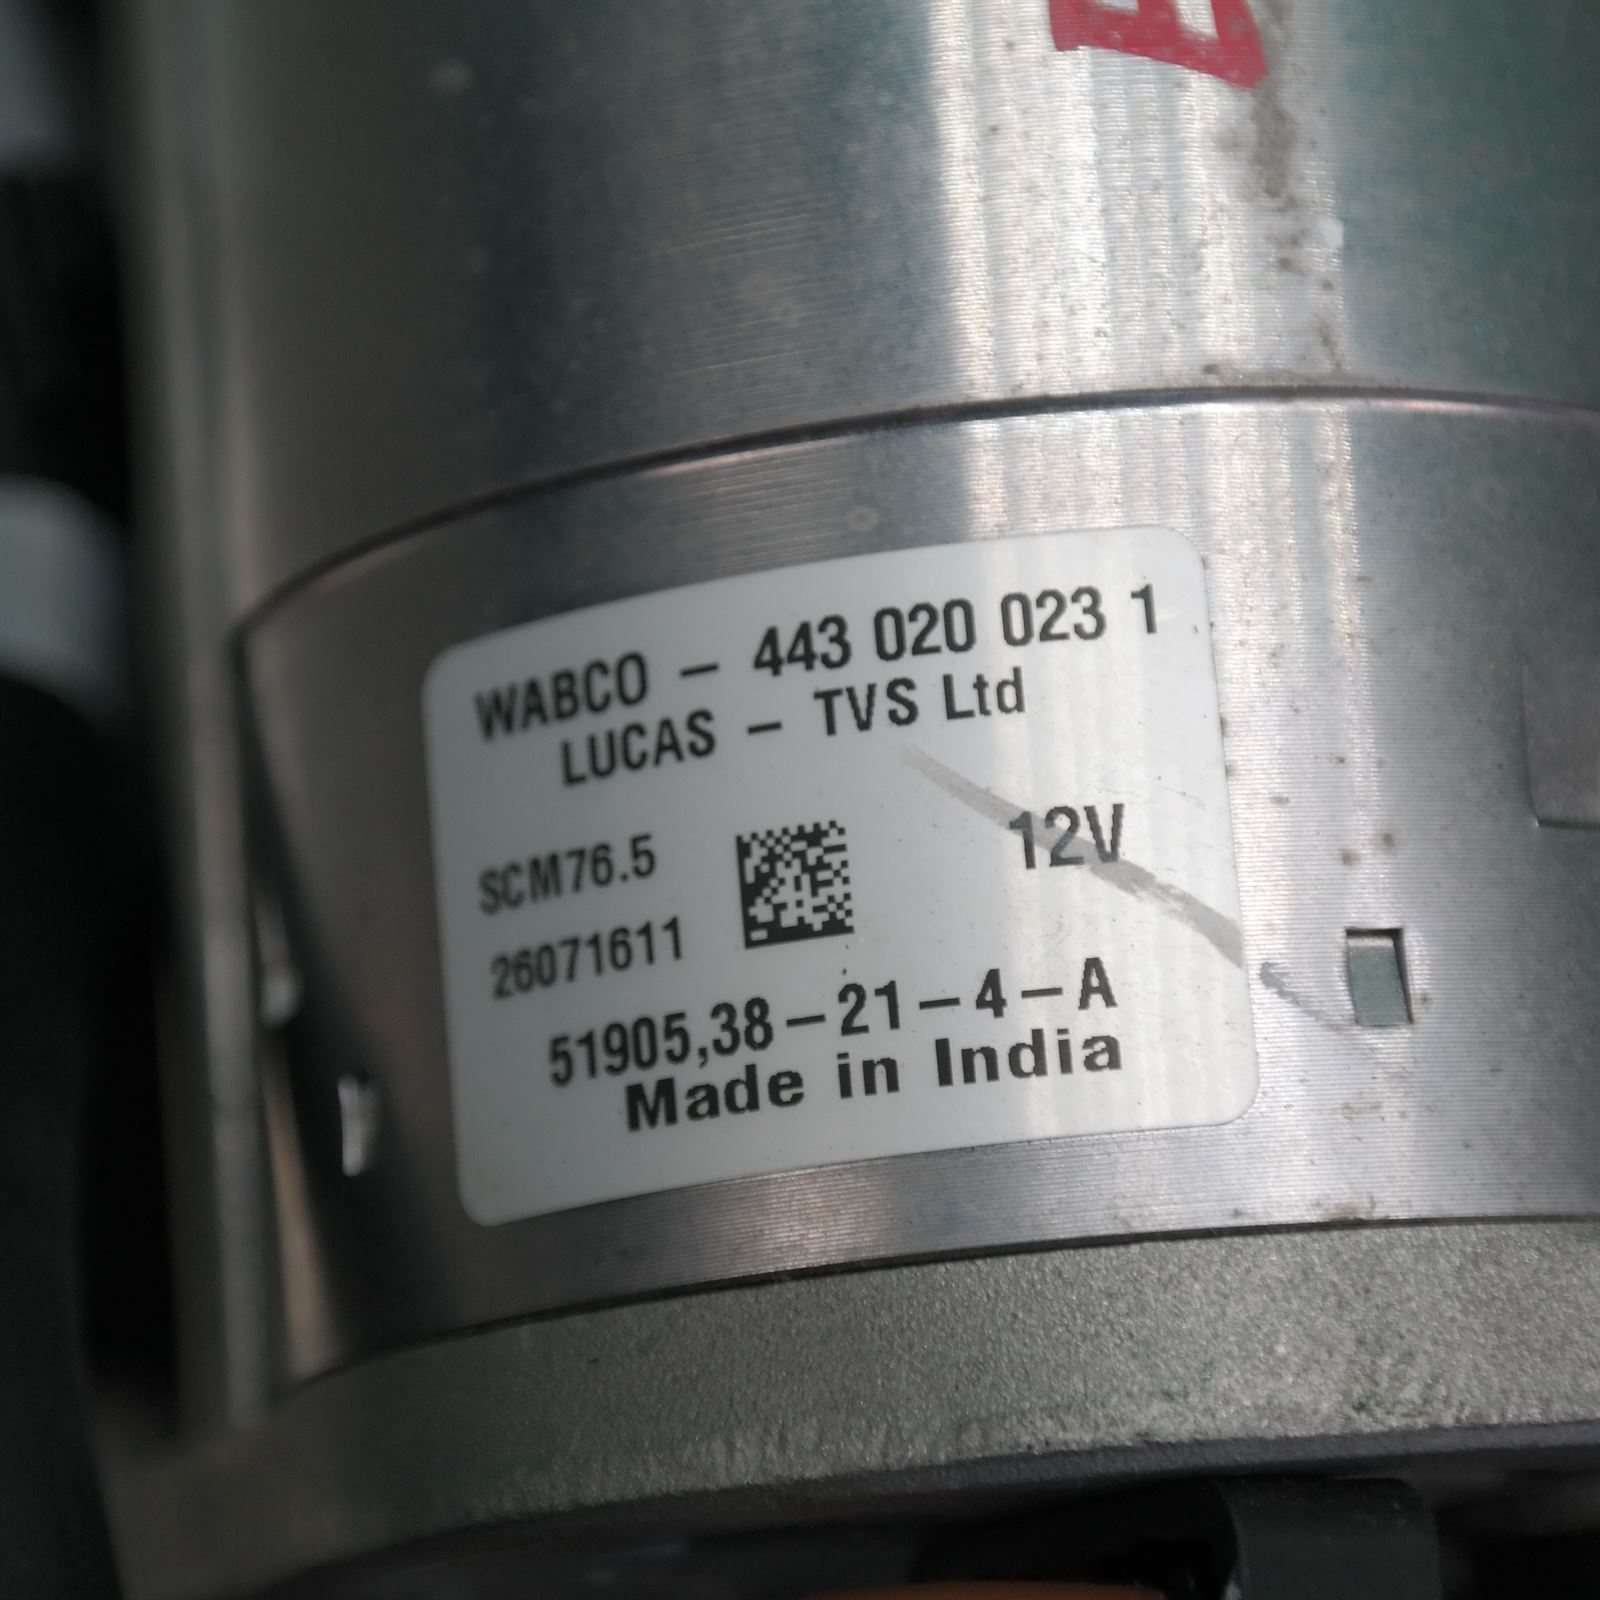 WABCO – 443 020 023 1
LUCAS – TVS Ltd
SCM76.5
12V
26071611
51905,38–21–4–A
Made in India